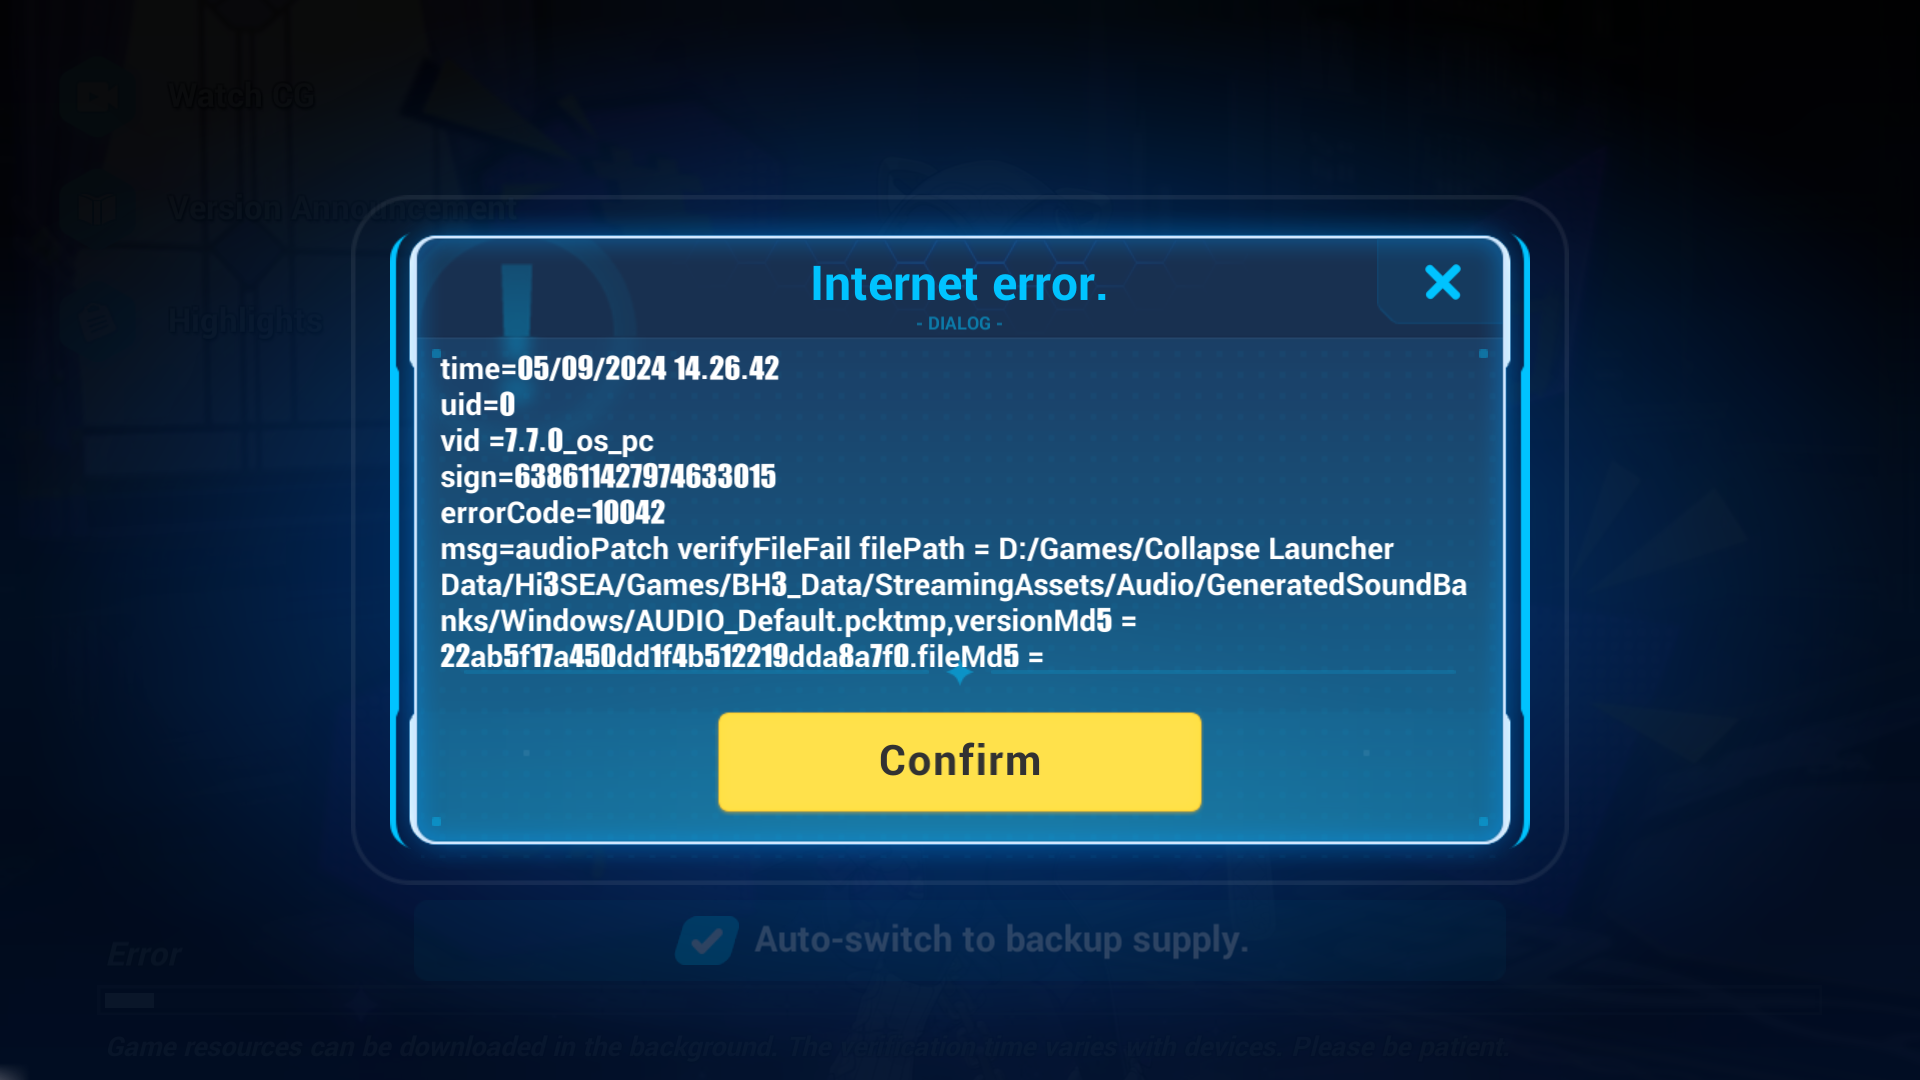 Watch CG
Version Announcement
Highlights
Internet error.
- DIALOG -
time=05/09/2024 14.26.42
uid=0
vid =7.7.0_os_pc
sign=638611427974633015
errorCode=10042
msg=audioPatch verifyFileFail filePath = D:/Games/Collapse Launcher
Data/Hi3SEA/Games/BH3_Data/StreamingAssets/Audio/GeneratedSoundBa
nks/Windows/AUDIO_Default.pcktmp,versionMd5 =
22ab5f17a450dd1f4b512219dda8a7f0.fileMd5 =
Confirm
Auto-switch to backup supply.
Error
Game resources can be downloaded in the background. The verification time varies with devices. Please be patient.